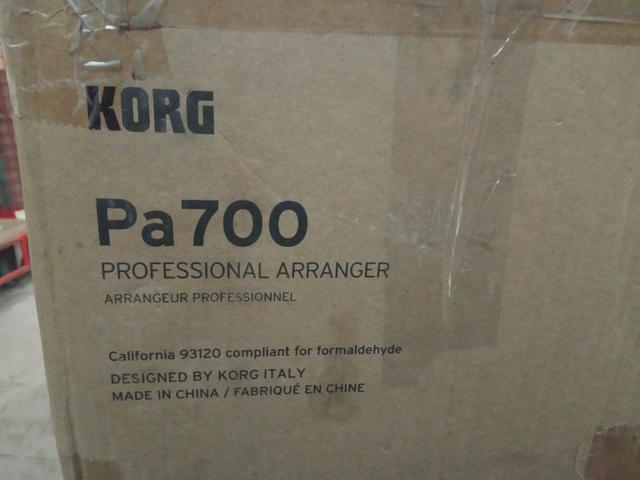 KORG
Pa700
PROFESSIONAL ARRANGER
ARRANGEUR PROFESSIONNEL
California 93120 compliant for formaldehyde
DESIGNED BY KORG ITALY
MADE IN CHINA / FABRIQUÉ EN CHINE